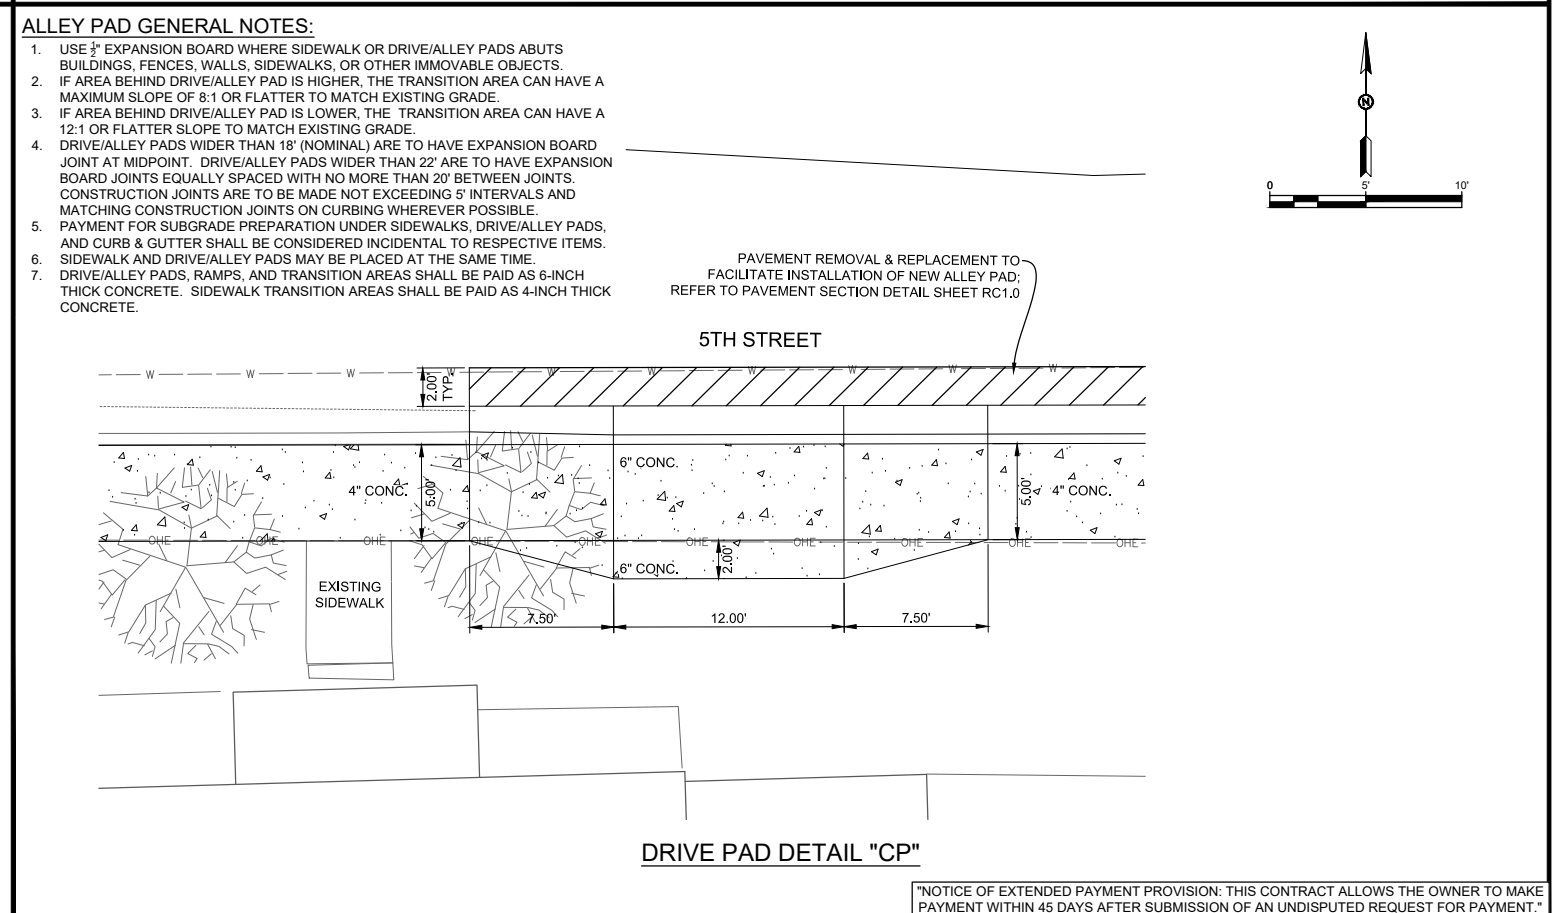 ALLEY PAD GENERAL NOTES:
1. USE ½" EXPANSION BOARD WHERE SIDEWALK OR DRIVE/ALLEY PADS ABUTS
BUILDINGS, FENCES, WALLS, SIDEWALKS, OR OTHER IMMOVABLE OBJECTS.
2. IF AREA BEHIND DRIVE/ALLEY PAD IS HIGHER, THE TRANSITION AREA CAN HAVE A
MAXIMUM SLOPE OF 8:1 OR FLATTER TO MATCH EXISTING GRADE.
3. IF AREA BEHIND DRIVE/ALLEY PAD IS LOWER, THE TRANSITION AREA CAN HAVE A
12:1 OR FLATTER SLOPE TO MATCH EXISTING GRADE.
4. DRIVE/ALLEY PADS WIDER THAN 18' (NOMINAL) ARE TO HAVE EXPANSION BOARD
JOINT AT MIDPOINT. DRIVE/ALLEY PADS WIDER THAN 22' ARE TO HAVE EXPANSION
BOARD JOINTS EQUALLY SPACED WITH NO MORE THAN 20' BETWEEN JOINTS.
CONSTRUCTION JOINTS ARE TO BE MADE NOT EXCEEDING 5' INTERVALS AND
MATCHING CONSTRUCTION JOINTS ON CURBING WHEREVER POSSIBLE.
5. PAYMENT FOR SUBGRADE PREPARATION UNDER SIDEWALKS, DRIVE/ALLEY PADS,
AND CURB & GUTTER SHALL BE CONSIDERED INCIDENTAL TO RESPECTIVE ITEMS.
6. SIDEWALK AND DRIVE/ALLEY PADS MAY BE PLACED AT THE SAME TIME.
7. DRIVE/ALLEY PADS, RAMPS, AND TRANSITION AREAS SHALL BE PAID AS 6-INCH
THICK CONCRETE. SIDEWALK TRANSITION AREAS SHALL BE PAID AS 4-INCH THICK
CONCRETE.
N
0 5' 10'
PAVEMENT REMOVAL & REPLACEMENT TO
FACILITATE INSTALLATION OF NEW ALLEY PAD;
REFER TO PAVEMENT SECTION DETAIL SHEET RC1.0
5TH STREET
W W W W W W W W W W
2.00'
TYP.
6" CONC.
4" CONC.
5.00'
5.00'
4" CONC.
OHE OHE OHE OHE OHE OHE OHE OHE OHE OHE
6" CONC.
2.00'
EXISTING
SIDEWALK
7.50' 12.00' 7.50'
DRIVE PAD DETAIL "CP"
"NOTICE OF EXTENDED PAYMENT PROVISION: THIS CONTRACT ALLOWS THE OWNER TO MAKE
PAYMENT WITHIN 45 DAYS AFTER SUBMISSION OF AN UNDISPUTED REQUEST FOR PAYMENT."